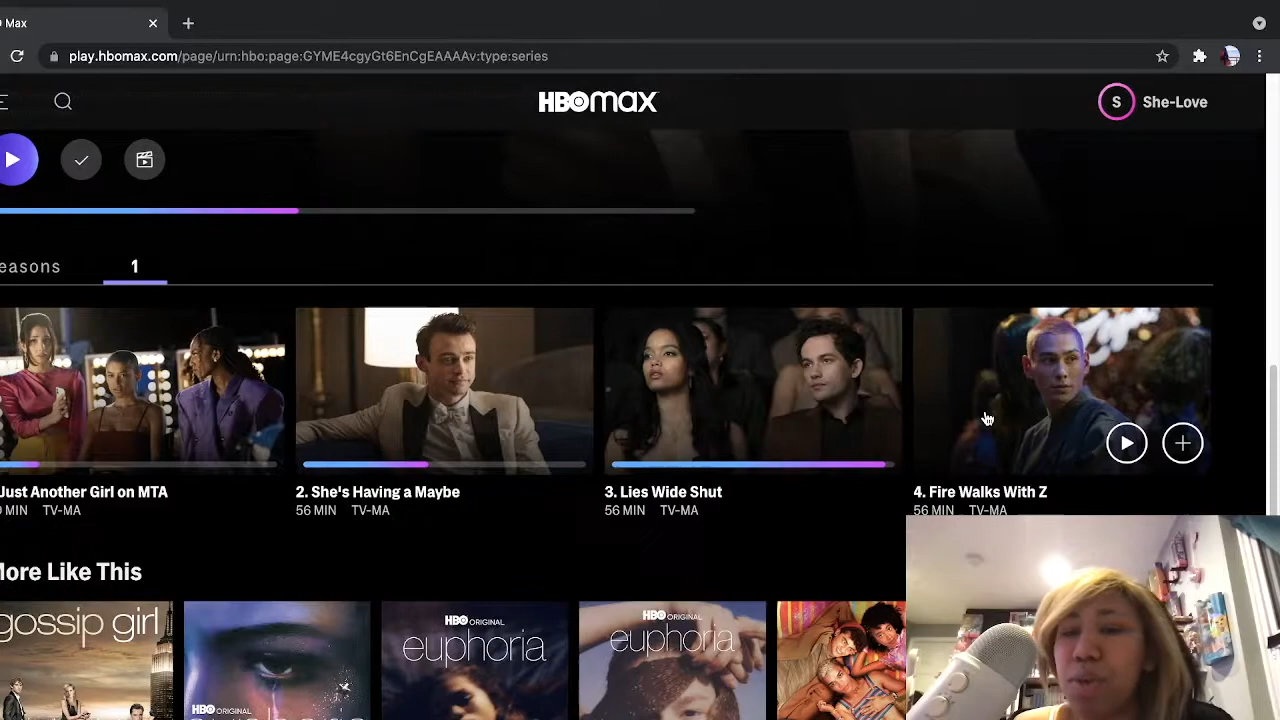 Max
play.hbomax.com/page/urn:hbo:page:GYME4cgyGt6EnCgEAAAAv:type:series
HBOMAX
S She-Love
easons 1
Just Another Girl on MTA
MIN TV-MA
2. She's Having a Maybe
56 MIN TV-MA
3. Lies Wide Shut
56 MIN TV-MA
4. Fire Walks With Z
56 MIN TV-MA
More Like This
gossip girl
HBO ORIGINAL
HBO ORIGINAL
euphoria
HBO ORIGINAL
euphoria